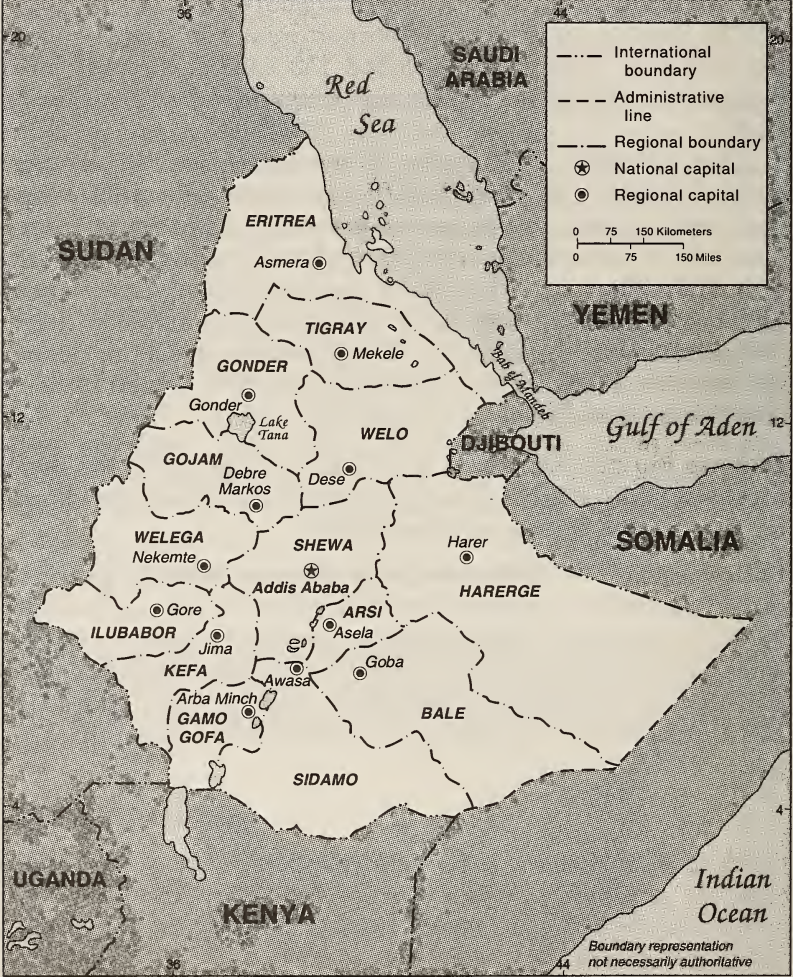 36
44
20
20
SAUDI
ARABIA
Red
Sea
International
boundary
Administrative
line
Regional boundary
National capital
Regional capital
0 75 150 Kilometers
0 75 150 Miles
SUDAN
ERITREA
Asmera
YEMEN
TIGRAY
Mekele
GONDER
Gonder
Lake
Tana
Bab el Mandeb
12
12
WELO
DJIBOUTI
Gulf of Aden
GOJAM
Debre
Markos
Dese
WELEGA
Nekemte
SHEWA
Addis Ababa
Harer
HARERGE
SOMALIA
Gore
ILUBABOR
Jima
ARSI
Asela
KEFA
Awasa
Goba
Arba Minch
GAMO
GOFA
BALE
SIDAMO
4
4
UGANDA
KENYA
Indian
Ocean
36
44
Boundary representation
not necessarily authoritative